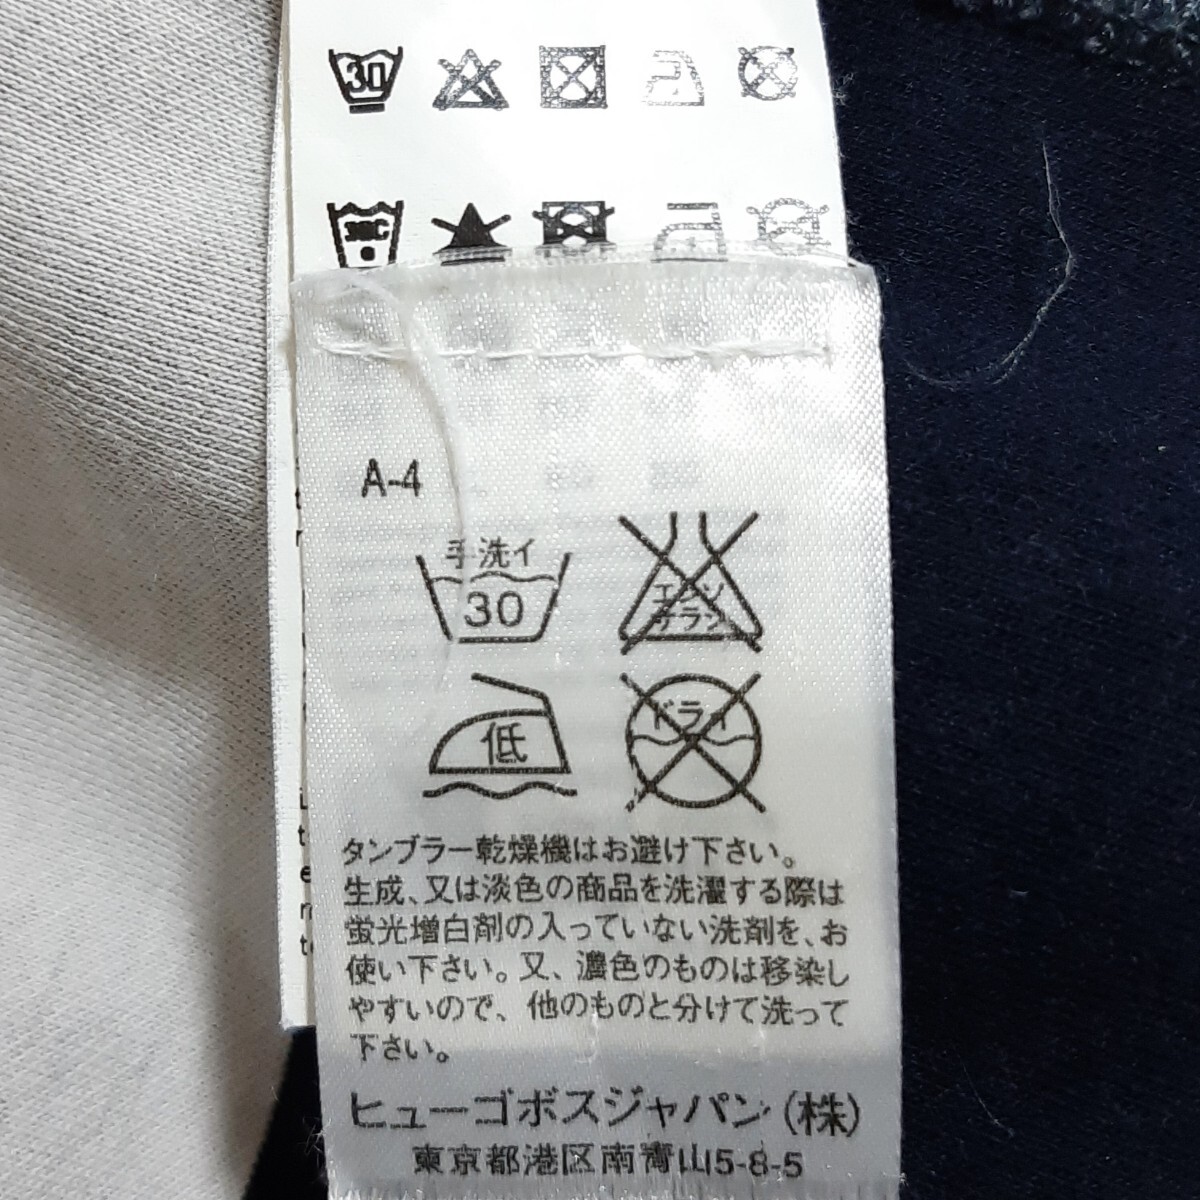 30
30C
A-4
手洗イ
30
エンソ
サラシ
低
ドライ
タンブラー乾燥機はお避け下さい。
生成、又は淡色の商品を洗濯する際は
蛍光増白剤の入っていない洗剤を、お
使い下さい。又、濃色のものは移染し
やすいので、他のものと分けて洗って
下さい。
ヒューゴボスジャパン(株)
東京都港区南青山5-8-5